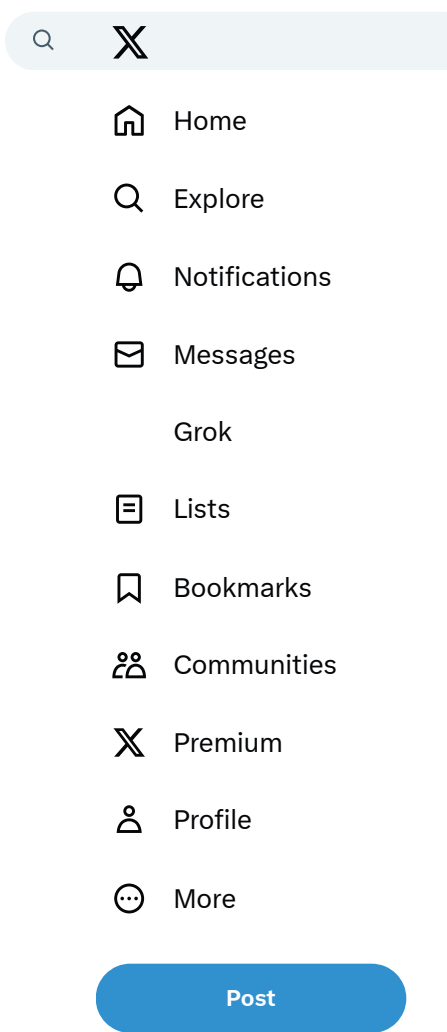 Home
Explore
Notifications
Messages
Grok
Lists
Bookmarks
Communities
Premium
Profile
More
Post